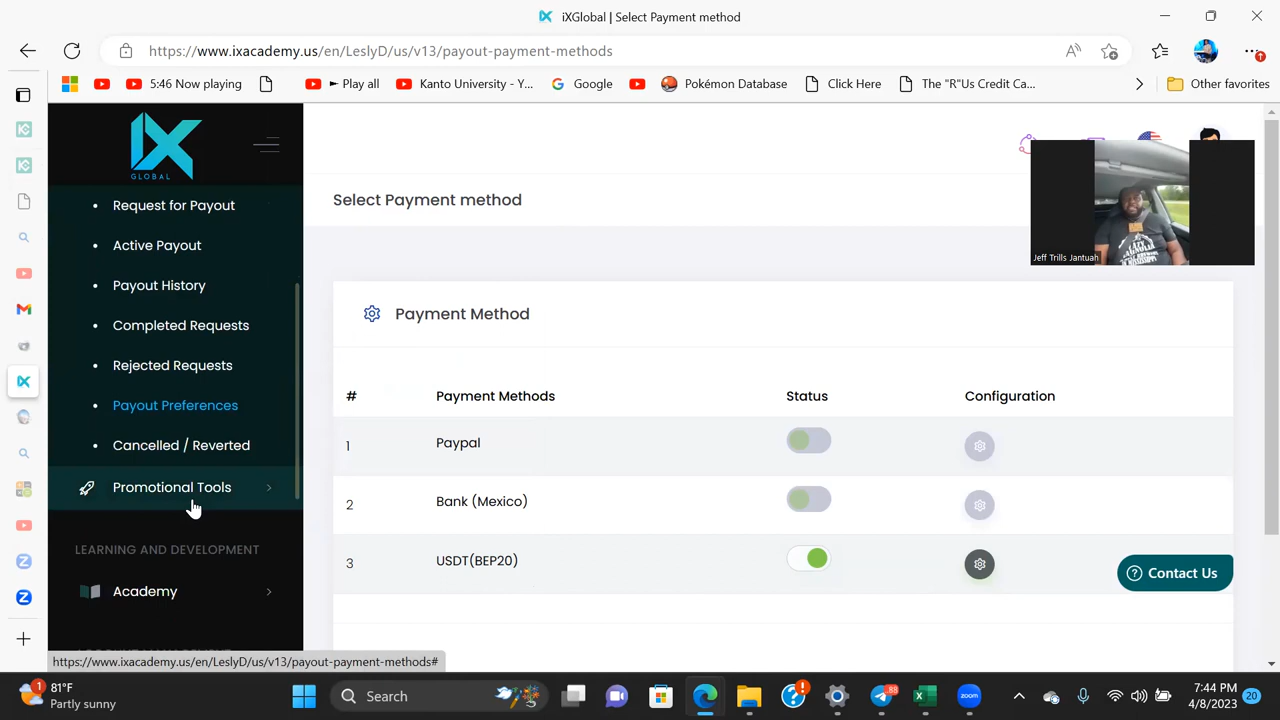 iXGlobal | Select Payment method
https://www.ixacademy.us/en/LeslyD/us/v13/payout-payment-methods
5:46 Now playing
► Play all
Kanto University - Y...
Google
Pokémon Database
Click Here
The "R"Us Credit Ca...
Other favorites
IX
GLOBAL
Request for Payout
Active Payout
Payout History
Completed Requests
Rejected Requests
Payout Preferences
Cancelled / Reverted
Promotional Tools
LEARNING AND DEVELOPMENT
Academy
Select Payment method
Jeff Trills Jantuah
Payment Method
# Payment Methods Status Configuration
1 Paypal
2 Bank (Mexico)
3 USDT(BEP20)
Contact Us
https://www.ixacademy.us/en/LeslyD/us/v13/payout-payment-methods#
1
81°F
Partly sunny
Search
88
zoom
7:44 PM
4/8/2023
20